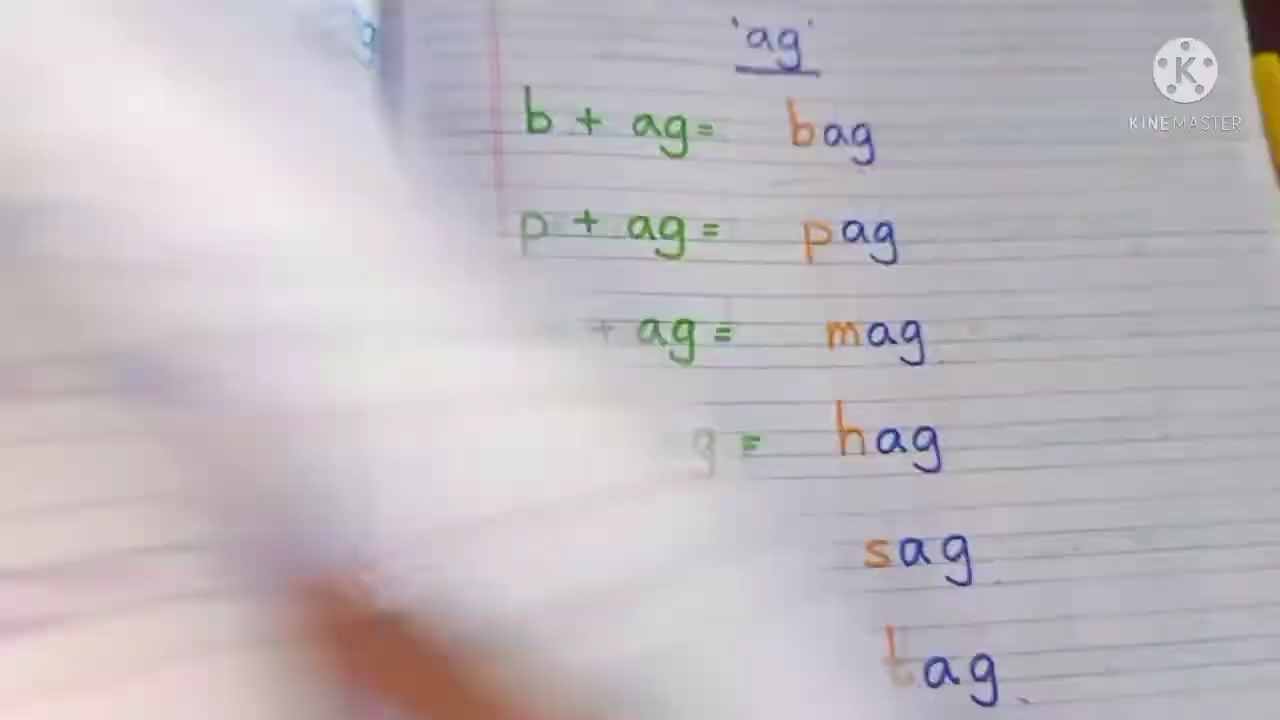 'ag'
b + ag = bag
p + ag = pag
+ ag = mag
g = hag
sag
tag
K
KINEMASTER